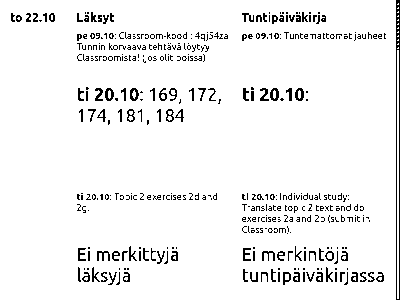 to 22.10
Läksyt
Tuntipäiväkirja
pe 09.10: Classroom-koodi: 4qj54za
Tunnin korvaava tehtävä löytyy
Classroomista! (jos olit poissa)
pe 09.10: Tuntemattomat jauheet
ti 20.10: 169, 172,
174, 181, 184
ti 20.10:
ti 20.10: Topic 2 exercises 2d and
2g.
ti 20.10: Individual study:
Translate topic 2 text and do
exercises 2a and 2b (submit in
Classroom).
Ei merkittyjä
läksyjä
Ei merkintöjä
tuntipäiväkirjassa